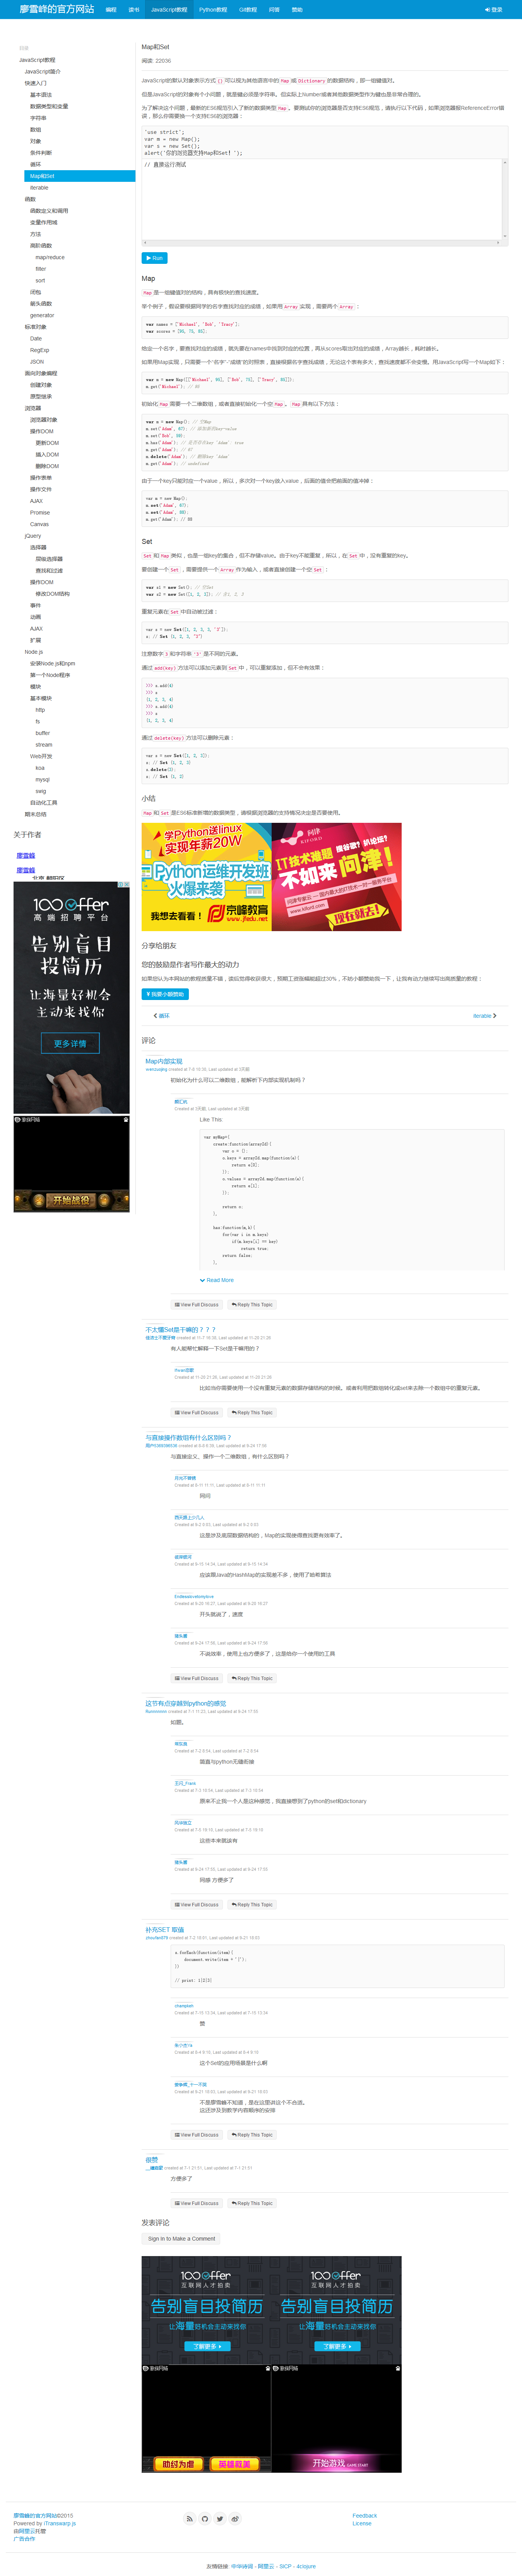 廖雪峰的官方网站 编程 读书 JavaScript教程 Python教程 Git教程 问答 赞助 登录
目录
JavaScript教程
JavaScript简介
快速入门
基本语法
数据类型和变量
字符串
数组
对象
条件判断
循环
Map和Set
iterable
函数
函数定义和调用
变量作用域
方法
高阶函数
map/reduce
filter
sort
闭包
箭头函数
generator
标准对象
Date
RegExp
JSON
面向对象编程
创建对象
原型继承
浏览器
浏览器对象
操作DOM
更新DOM
插入DOM
删除DOM
操作表单
操作文件
AJAX
Promise
Canvas
jQuery
选择器
层级选择器
查找和过滤
操作DOM
修改DOM结构
事件
动画
AJAX
扩展
Node.js
安装Node.js和npm
第一个Node程序
模块
基本模块
http
fs
buffer
stream
Web开发
koa
mysql
swig
自动化工具
期末总结
关于作者
廖雪峰
廖雪峰
北京 朝阳区
100offer
高端招聘平台
告别盲目投简历
让海量好机会
主动来找你
更多详情
开始战役
Map和Set
阅读: 22036
JavaScript的默认对象表示方式 {} 可以视为其他语言中的 Map 或 Dictionary 的数据结构，即一组键值对。
但是JavaScript的对象有个小问题，就是键必须是字符串。但实际上Number或者其他数据类型作为键也是非常合理的。
为了解决这个问题，最新的ES6规范引入了新的数据类型 Map 。要测试你的浏览器是否支持ES6规范，请执行以下代码，如果浏览器报ReferenceError错误，那么你需要换一个支持ES6的浏览器：
'use strict';
var m = new Map();
var s = new Set();
alert('你的浏览器支持Map和Set！');
// 直接运行测试
Run
Map
Map 是一组键值对的结构，具有极快的查找速度。
举个例子，假设要根据同学的名字查找对应的成绩，如果用 Array 实现，需要两个 Array ：
var names = ['Michael', 'Bob', 'Tracy'];
var scores = [95, 75, 85];
给定一个名字，要查找对应的成绩，就先要在names中找到对应的位置，再从scores取出对应的成绩，Array越长，耗时越长。
如果用Map实现，只需要一个“名字”-“成绩”的对照表，直接根据名字查找成绩，无论这个表有多大，查找速度都不会变慢。用JavaScript写一个Map如下：
var m = new Map([['Michael', 95], ['Bob', 75], ['Tracy', 85]]);
m.get('Michael'); // 95
初始化 Map 需要一个二维数组，或者直接初始化一个空 Map 。 Map 具有以下方法：
var m = new Map(); // 空Map
m.set('Adam', 67); // 添加新的key-value
m.set('Bob', 59);
m.has('Adam'); // 是否存在key 'Adam': true
m.get('Adam'); // 67
m.delete('Adam'); // 删除key 'Adam'
m.get('Adam'); // undefined
由于一个key只能对应一个value，所以，多次对一个key放入value，后面的值会把前面的值冲掉：
var m = new Map();
m.set('Adam', 67);
m.set('Adam', 88);
m.get('Adam'); // 88
Set
Set 和 Map 类似，也是一组key的集合，但不存储value。由于key不能重复，所以，在 Set 中，没有重复的key。
要创建一个 Set ，需要提供一个 Array 作为输入，或者直接创建一个空 Set ：
var s1 = new Set(); // 空Set
var s2 = new Set([1, 2, 3]); // 含1, 2, 3
重复元素在 Set 中自动被过滤：
var s = new Set([1, 2, 3, 3, '3']);
s; // Set {1, 2, 3, "3"}
注意数字 3 和字符串 '3' 是不同的元素。
通过 add(key) 方法可以添加元素到 Set 中，可以重复添加，但不会有效果：
>>> s.add(4)
>>> s
{1, 2, 3, 4}
>>> s.add(4)
>>> s
{1, 2, 3, 4}
通过 delete(key) 方法可以删除元素：
var s = new Set([1, 2, 3]);
s; // Set {1, 2, 3}
s.delete(3);
s; // Set {1, 2}
小结
Map 和 Set 是ES6标准新增的数据类型，请根据浏览器的支持情况决定是否要使用。
学Python送linux
实现年薪20W
Python运维开发班
火爆来袭
我想去看看！
京峰教育
www.jfedu.net
问津
IT技术难题
度谷歌? 趴论坛?
不如来问津!
www.kttunit.com
现在就去!
分享给朋友
您的鼓励是作者写作最大的动力
如果您认为本网站的教程质量不错，读后觉得收获很大，预期工资涨幅能超过30%，不妨小额赞助我一下，让我有动力继续写出高质量的教程：
¥ 我要小额赞助
循环 iterable
评论
Map内部实现
初始化为什么可以二维数组，能解析下内部实现机制吗？
Like This
var myMap={
create:function(arrayId){
var o = {};
o.keys = arrayId.map(function(e){
return e[0];
});
o.values = arrayId.map(function(e){
return e[1];
});
return o;
},
has:function(m,k){
for(var i in m.keys)
if(m.keys[i] == key)
return true;
return false;
},
Read More
View Full Discuss Reply This Topic
不太懂Set是干嘛的？？？
有人能帮忙解释一下Set是干嘛用的？
比如当你需要使用一个没有重复元素的数据存储结构的时候。或者利用把数组转化成set来去除一个数组中的重复元素。
View Full Discuss Reply This Topic
与直接操作数组有什么区别吗？
与直接定义、操作一个二维数组，有什么区别吗？
同问
这是涉及底层数据结构的，Map的实现使得查找更有效率了。
应该跟Java的HashMap的实现差不多，使用了哈希算法
开头就说了，速度
不说效率，使用上也方便多了，这是给你一个使用的工具
View Full Discuss Reply This Topic
这节有点穿越到python的感觉
如题。
简直与python无缝衔接
原来不止我一个人是这种感觉，我直接想到了python的set和dictionary
这些本来就该有
同感 方便多了
View Full Discuss Reply This Topic
补充SET 取值
s.forEach(function(item){
document.write(item + "|");
})
// print: 1|2|3|
赞
这个Set的应用场景是什么啊
不是廖雪峰不知道，是在这里讲这个不合适。
这还涉及到教学内容顺序的安排
View Full Discuss Reply This Topic
很赞
方便多了
View Full Discuss Reply This Topic
发表评论
Sign In to Make a Comment
100offer
互联网人才拍卖
告别盲目投简历
让海量好机会主动来找你
了解更多
100offer
互联网人才拍卖
告别盲目投简历
让海量好机会主动来找你
了解更多
助纣为虐
英雄救美
开始游戏
GAME START
廖雪峰的官方网站©2015
Powered by iTranswarp.js
由阿里云托管
广告合作
Feedback
License
友情链接: 中华诗词 - 阿里云 - SICP - 4clojure